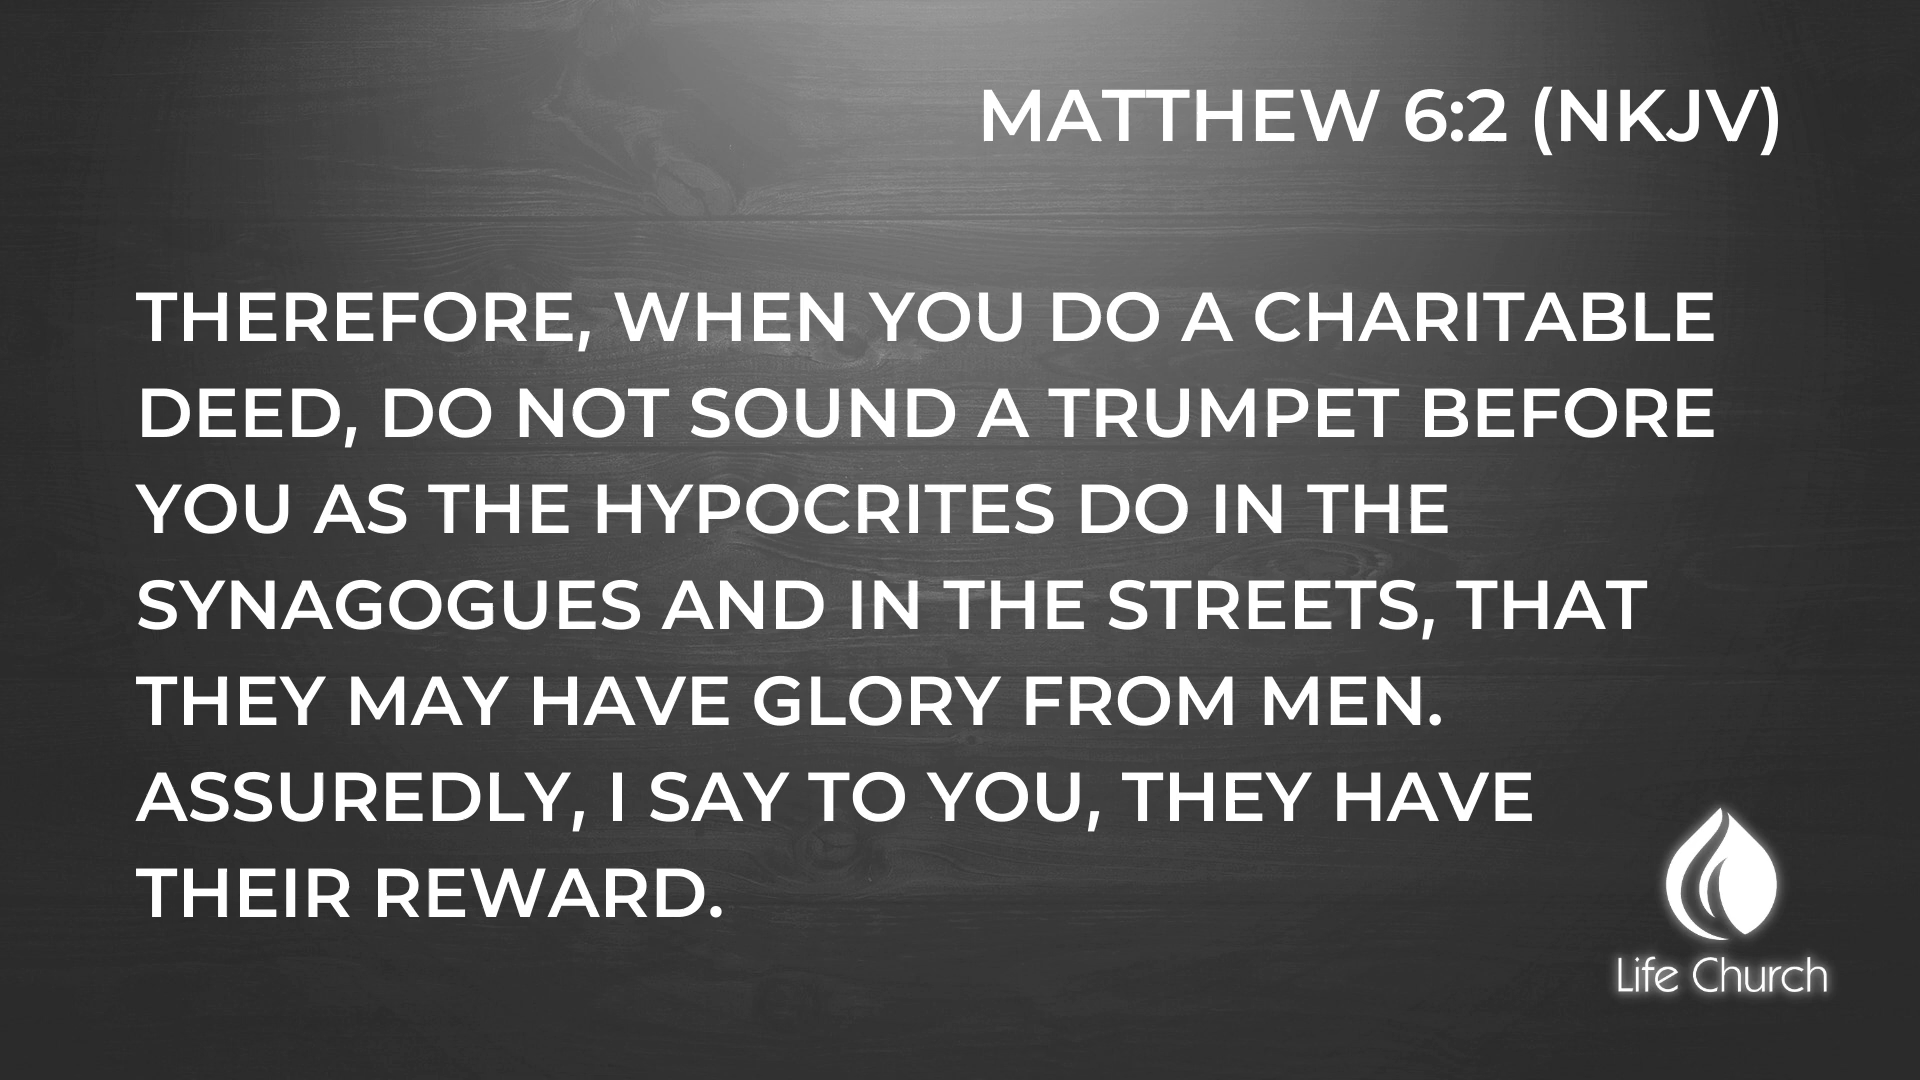 MATTHEW 6:2 (NKJV)
THEREFORE, WHEN YOU DO A CHARITABLE
DEED, DO NOT SOUND A TRUMPET BEFORE
YOU AS THE HYPOCRITES DO IN THE
SYNAGOGUES AND IN THE STREETS, THAT
THEY MAY HAVE GLORY FROM MEN.
ASSUREDLY, I SAY TO YOU, THEY HAVE
THEIR REWARD.
Life Church